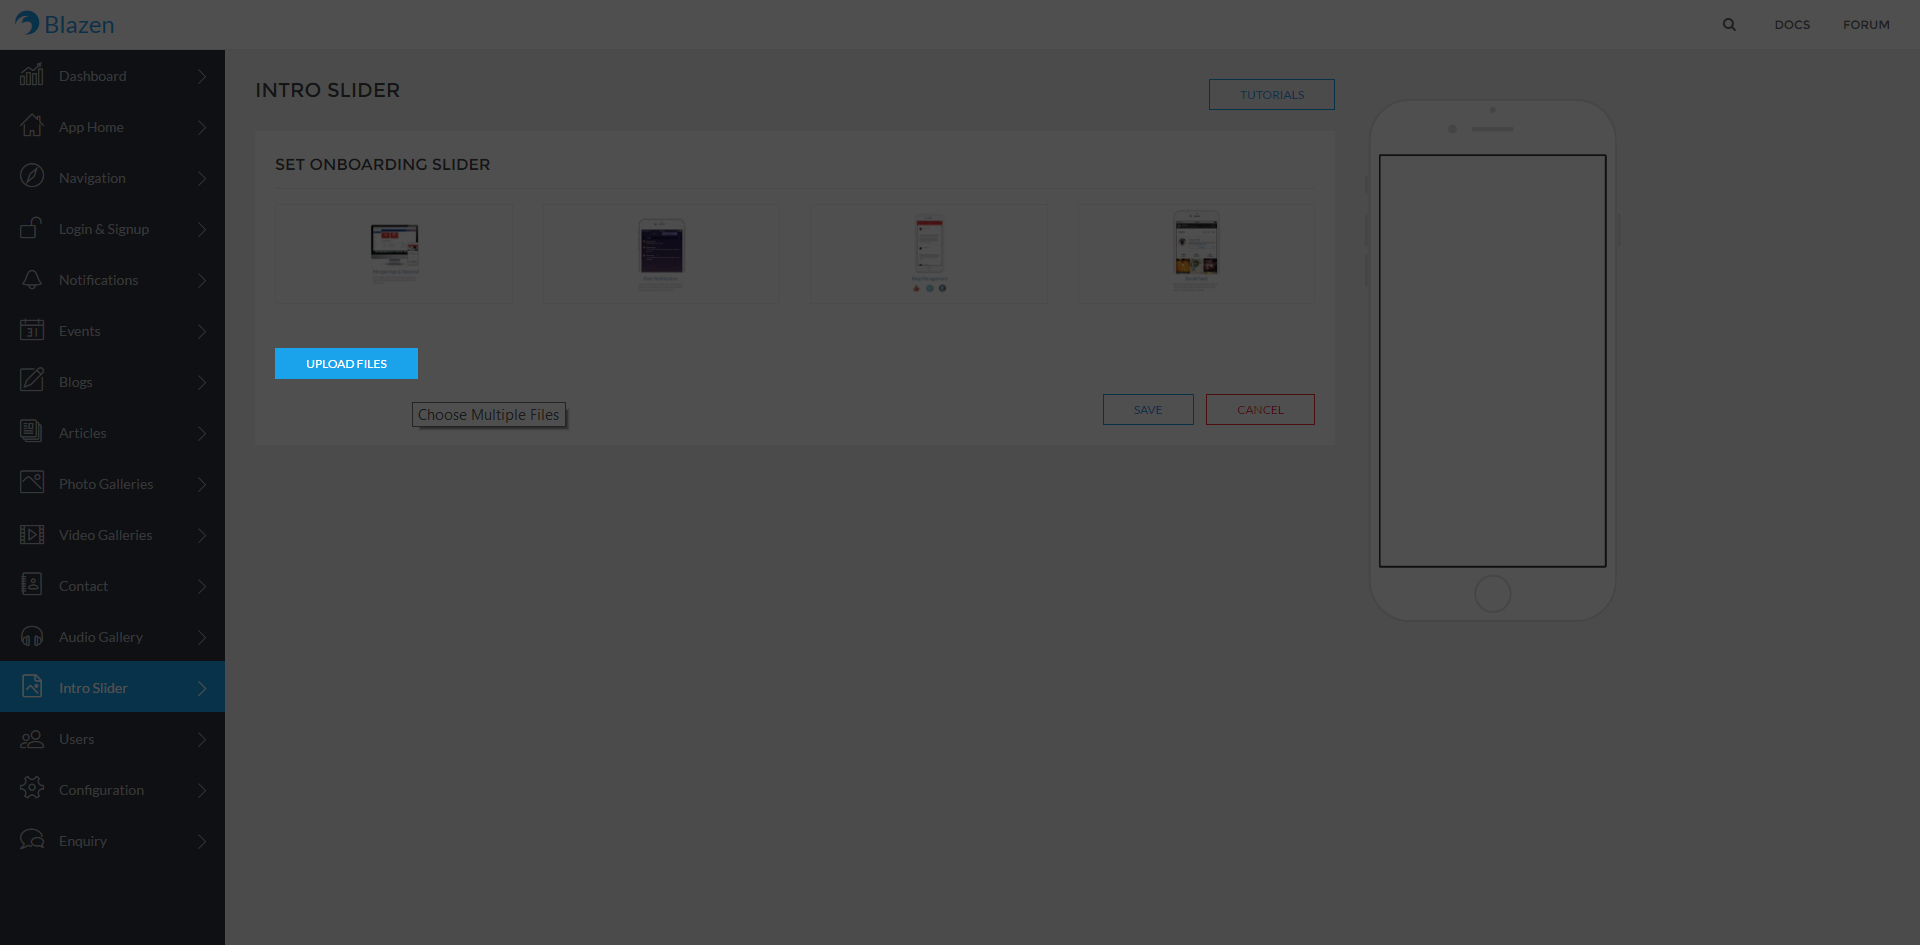 Blazen
DOCS
FORUM
Dashboard
App Home
Navigation
Login & Signup
Notifications
31
Events
Blogs
Articles
Photo Galleries
Video Galleries
Contact
Audio Gallery
Intro Slider
Users
Configuration
Enquiry
INTRO SLIDER
TUTORIALS
SET ONBOARDING SLIDER
UPLOAD FILES
Choose Multiple Files
SAVE
CANCEL